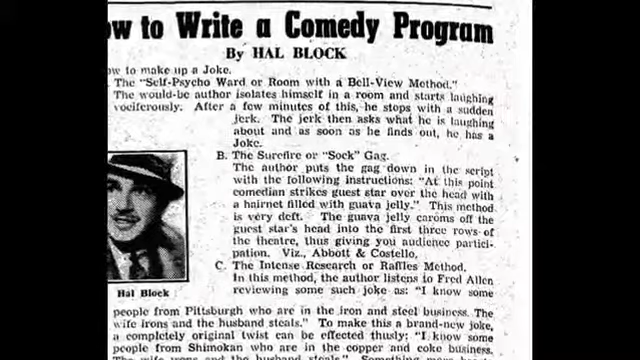 ow to Write a Comedy Program
By HAL BLOCK
ow to make up a Joke.
The "Self-Psycho Ward or Room with a Bell-View Method."
The would-be author isolates himself in a room and starts laughing
vociferously. After a few minutes of this, he stops with a sudden
jerk. The jerk then asks what he is laughing
about and as soon as he finds out, he has a
Joke.
B. The Surefire or "Sock" Gag.
The author puts the gag down in the script
with the following instructions: "At this point
comedian strikes guest star over the head with
a hairnet filled with guava jelly." This method
is very deft. The guava jelly caroms off the
guest star's head into the first three rows of
the theatre, thus giving you audience partici-
pation. Viz., Abbott & Costello.
C. The Intense Research or Raffles Method.
In this method, the author listens to Fred Allen
reviewing some such joke as: "I know some
Hal Block
people from Pittsburgh who are in the iron and steel business. The
wife irons and the husband steals." To make this a brand-new joke,
a completely original twist can be effected thusly: "I know some
people from Shimokan who are in the copper and coke business.
The wife irons and the husband steals."